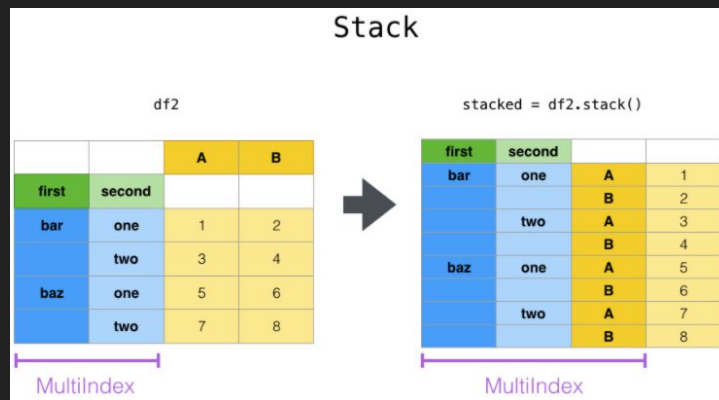 Stack
df2
stacked = df2.stack()
A B
first second
bar one 1 2
two 3 4
baz one 5 6
two 7 8
MultiIndex
first second
bar one A 1
B 2
two A 3
B 4
baz one A 5
B 6
two A 7
B 8
MultiIndex